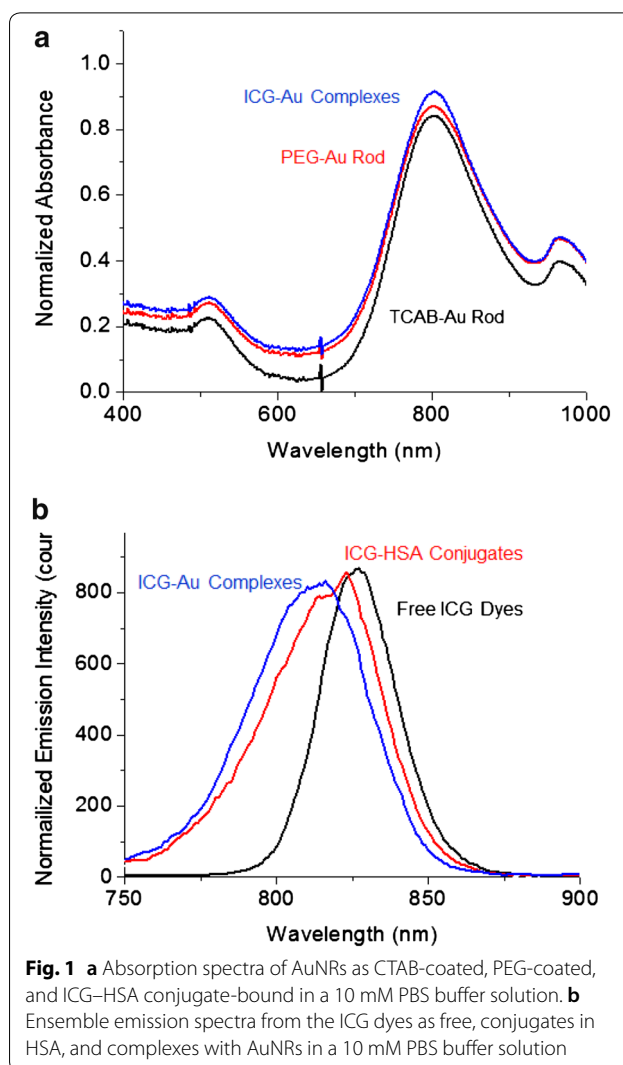 a
1.0
0.8
0.6
0.4
0.2
0.0
Normalized Absorbance
ICG-Au Complexes
PEG-Au Rod
TCAB-Au Rod
400
600
800
1000
Wavelength (nm)
b
800
600
400
200
0
Normailized Emission Intensity (cour
ICG-HSA Conjugates
ICG-Au Complexes
Free ICG Dyes
750
800
850
900
Wavelength (nm)
Fig. 1 a Absorption spectra of AuNRs as CTAB-coated, PEG-coated,
and ICG–HSA conjugate-bound in a 10 mM PBS buffer solution. b
Ensemble emission spectra from the ICG dyes as free, conjugates in
HSA, and complexes with AuNRs in a 10 mM PBS buffer solution